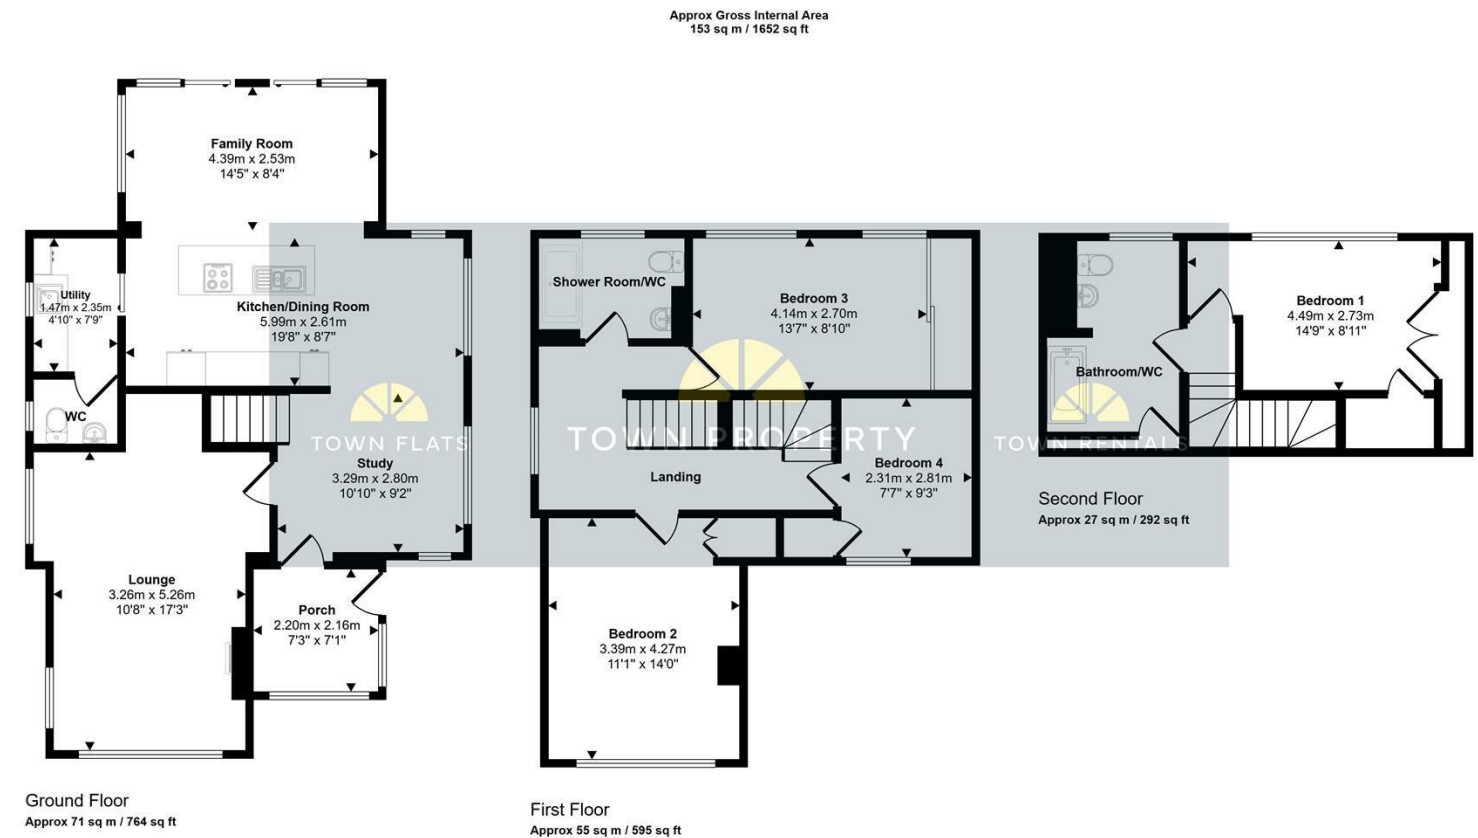 Approx Gross Internal Area
153 sq m / 1652 sq ft
Family Room
4.39m x 2.53m
14'5" x 8'4"
Utility
1.47m x 2.35m
4'10" x 7'9"
Kitchen/Dining Room
5.99m x 2.61m
19'8" x 8'7"
WC
TOWN FLATS
Study
3.29m x 2.80m
10'10" x 9'2"
Lounge
3.26m x 5.26m
10'8" x 17'3"
Porch
2.20m x 2.16m
7'3" x 7'1"
Ground Floor
Approx 71 sq m / 764 sq ft
Shower Room/WC
Bedroom 3
4.14m x 2.70m
13'7" x 8'10"
TOWN PROPERTY
Landing
Bedroom 4
2.31m x 2.81m
7'7" x 9'3"
Bedroom 2
3.39m x 4.27m
11'1" x 14'0"
First Floor
Approx 55 sq m / 595 sq ft
Bedroom 1
4.49m x 2.73m
14'9" x 8'11"
Bathroom/WC
TOWN RENTALS
Second Floor
Approx 27 sq m / 292 sq ft